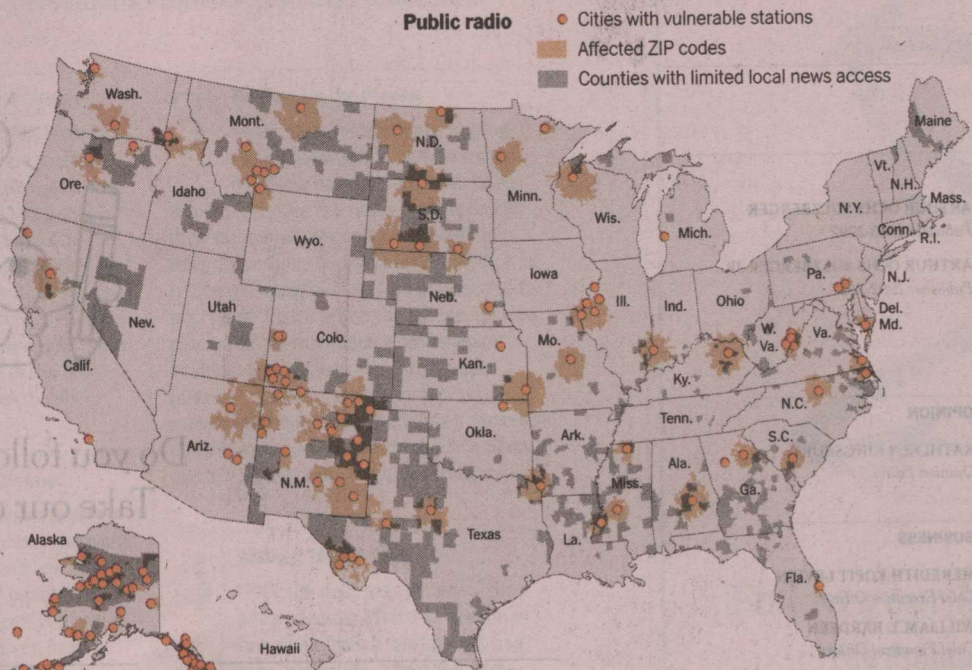 Public radio
Cities with vulnerable stations
Affected ZIP codes
Counties with limited local news access
Wash.
Mont.
N.D.
Minn.
Maine
Ore.
Idaho
S.D.
Wis.
Mich.
Vt.
N.H.
N.Y.
Mass.
Conn.
R.I.
Wyo.
Iowa
Neb.
Ill.
Ind.
Ohio
Pa.
N.J.
Nev.
Utah
Colo.
Kan.
Mo.
W.
Va.
Va.
Del.
Md.
Calif.
Ky.
N.C.
Ariz.
N.M.
Okla.
Ark.
Tenn.
S.C.
Miss.
Ala.
Ga.
Texas
La.
Fla.
Alaska
Hawaii
Do you follo
Take our
OPINION
BUSINESS